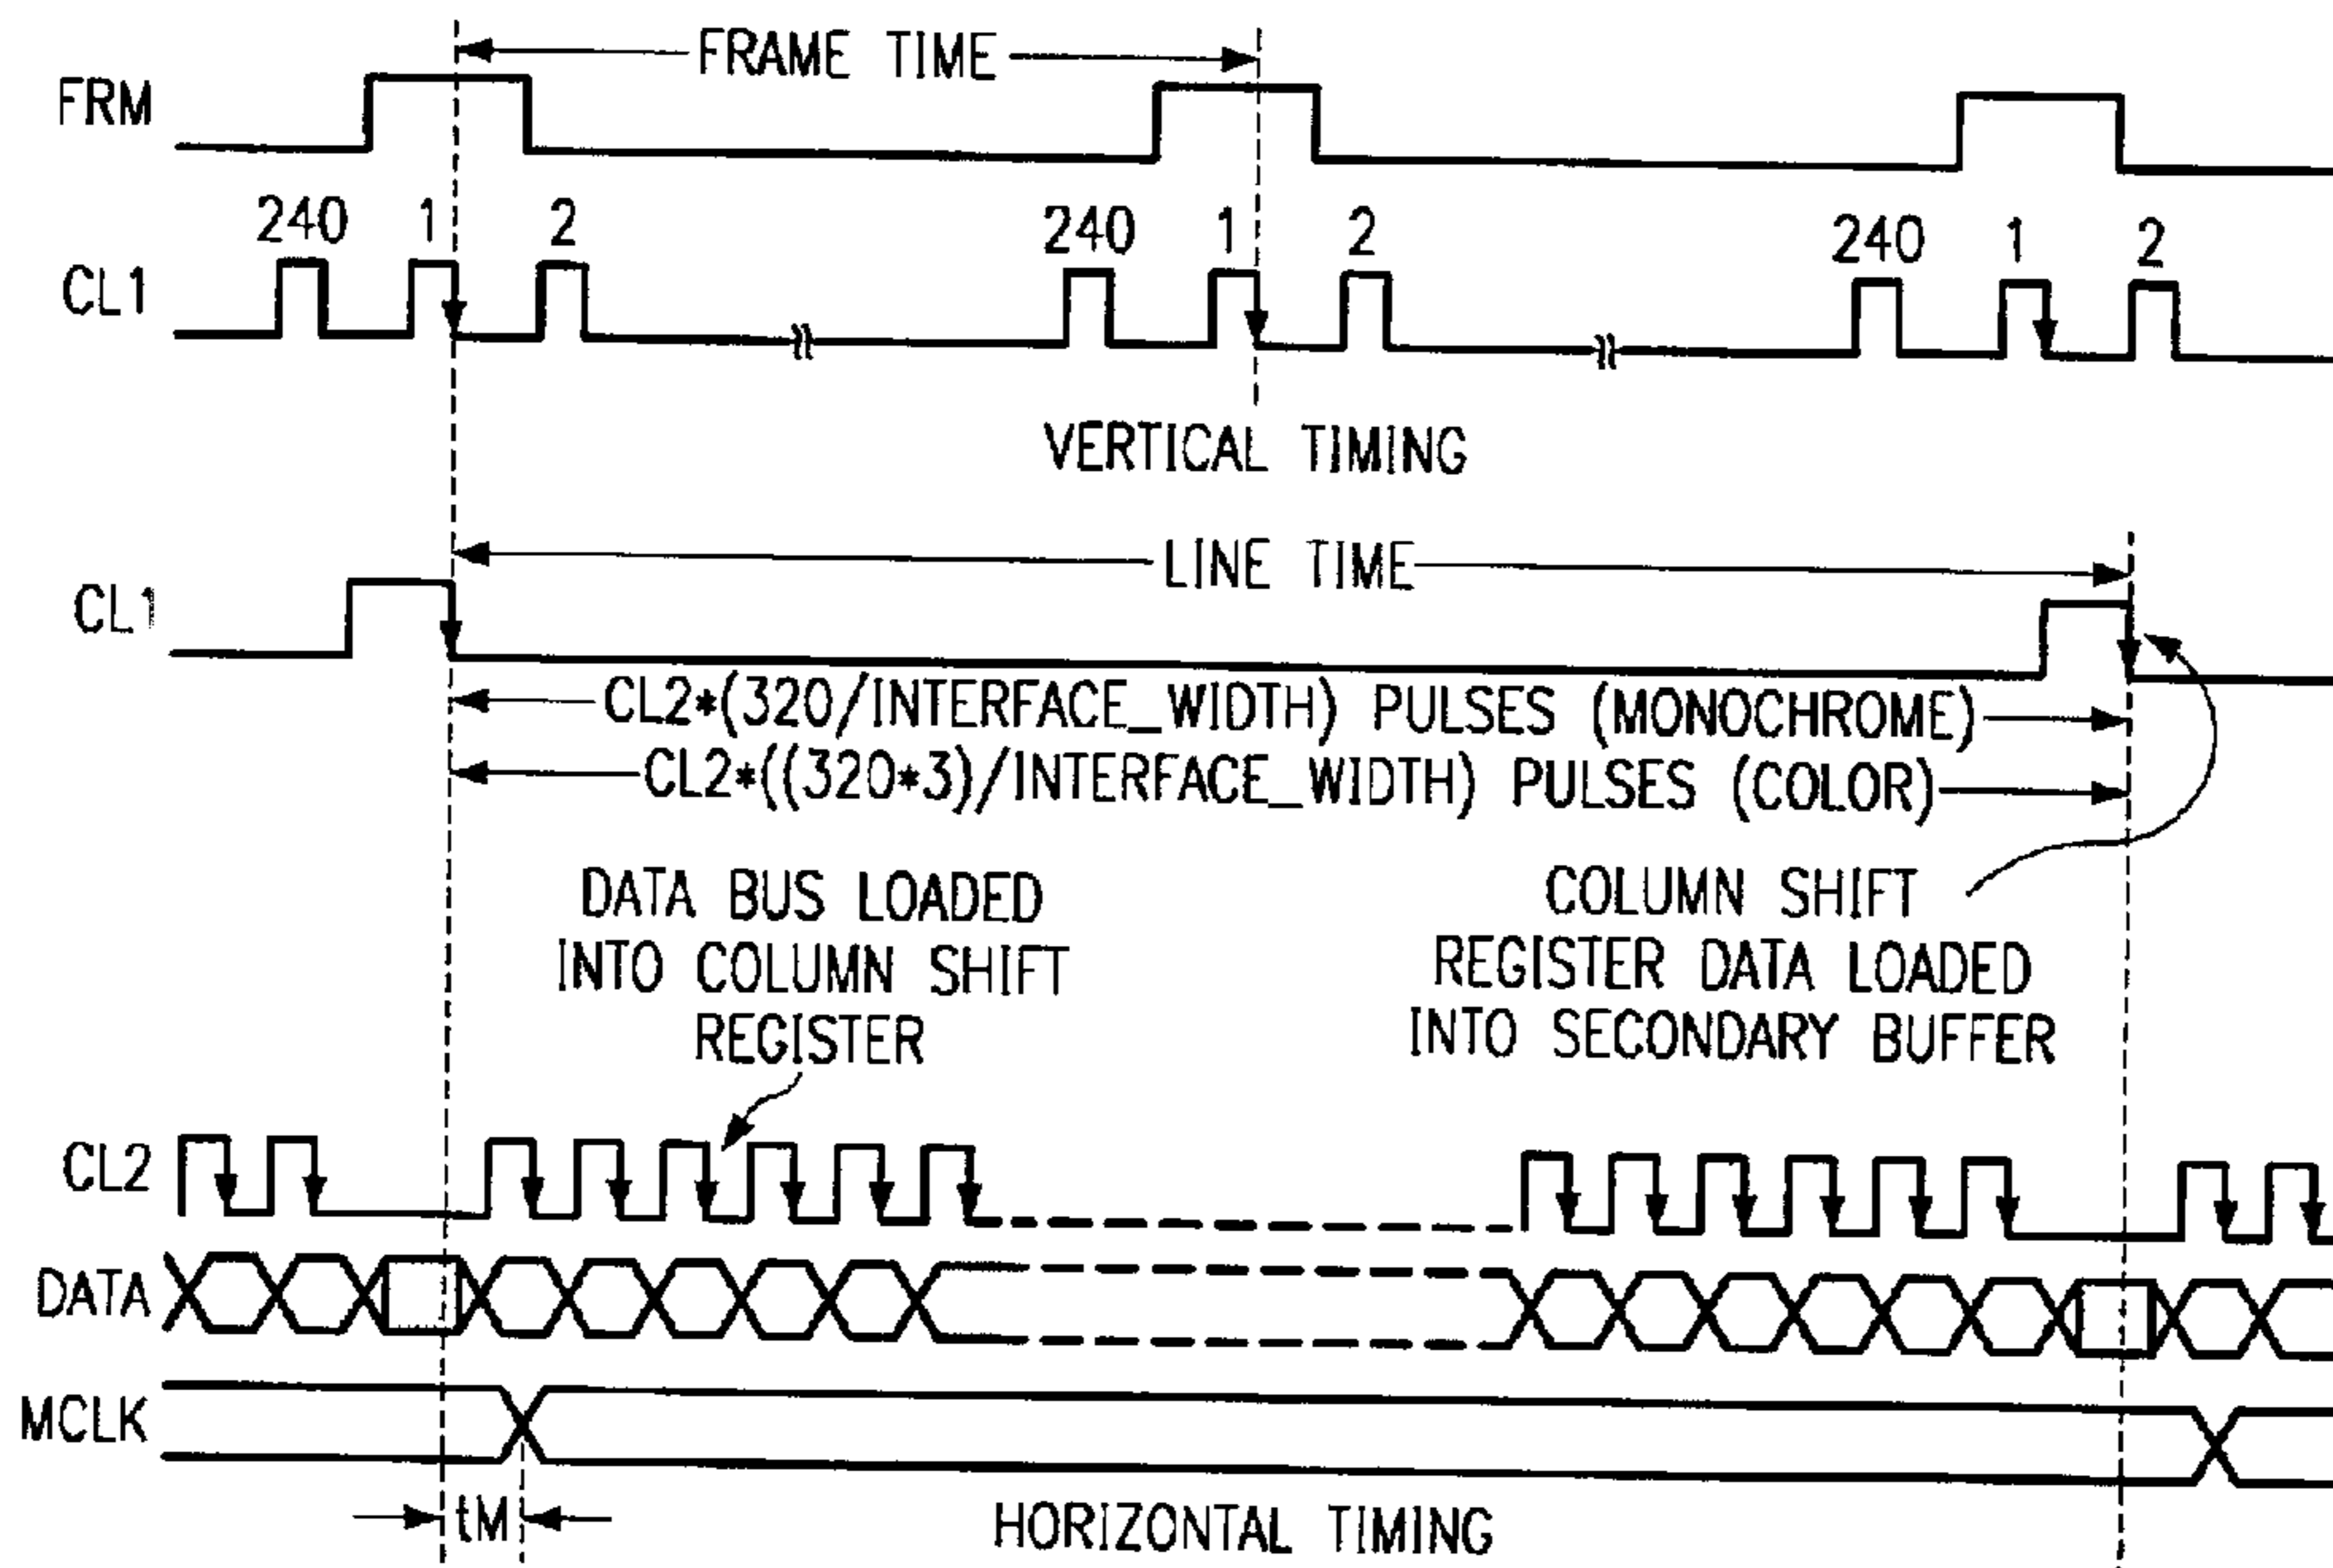 FRAME TIME
FRM
240 1 2 240 1 2 240 1 2
CL1
VERTICAL TIMING
LINE TIME
CL1
CL2*(320/INTERFACE_WIDTH) PULSES (MONOCHROME)
CL2*((320*3)/INTERFACE_WIDTH) PULSES (COLOR)
DATA BUS LOADED
INTO COLUMN SHIFT
REGISTER
COLUMN SHIFT
REGISTER DATA LOADED
INTO SECONDARY BUFFER
CL2
DATA
MCLK
tM
HORIZONTAL TIMING